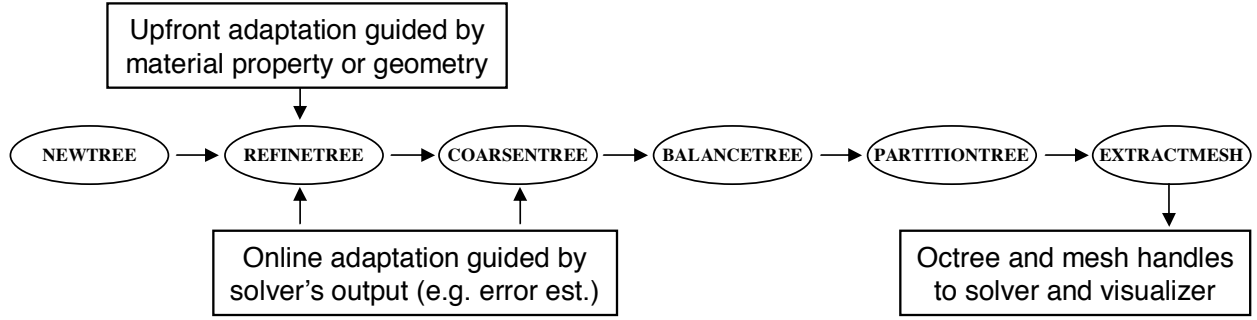 Upfront adaptation guided by
material property or geometry
NEWTREE
REFINETREE
COARSENTREE
BALANCETREE
PARTITIONTREE
EXTRACTMESH
Online adaptation guided by
solver's output (e.g. error est.)
Octree and mesh handles
to solver and visualizer